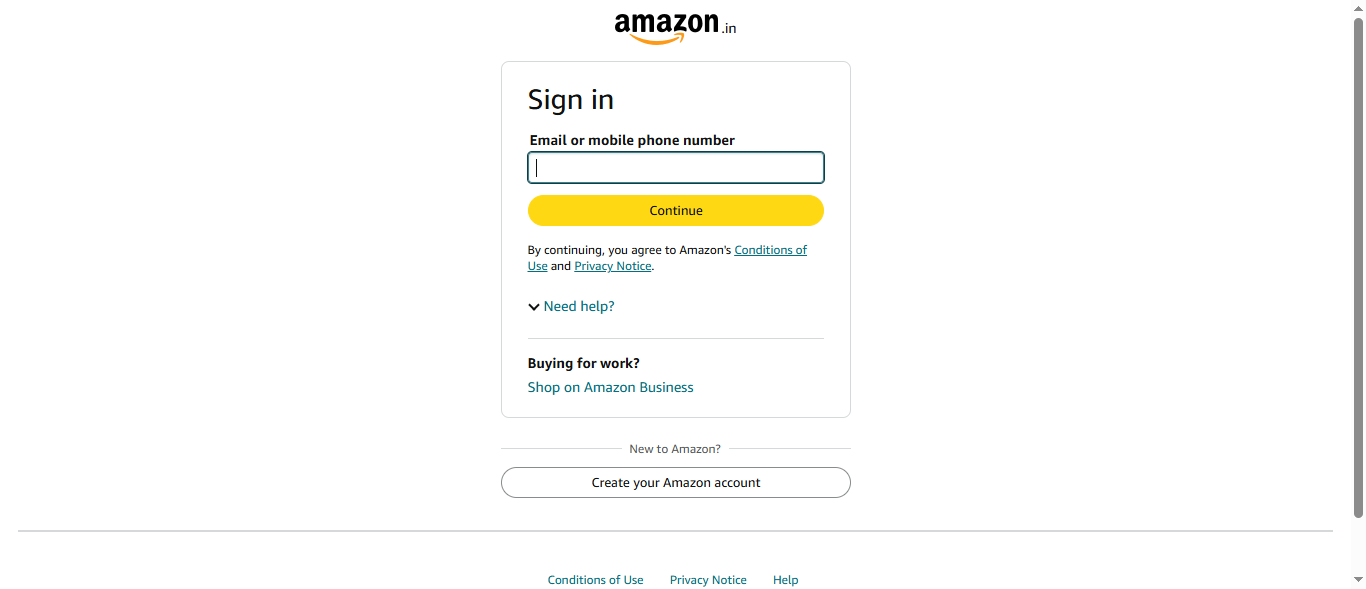 amazon.in
Sign in
Email or mobile phone number
Continue
By continuing, you agree to Amazon's Conditions of
Use and Privacy Notice.
Need help?
Buying for work?
Shop on Amazon Business
New to Amazon?
Create your Amazon account
Conditions of Use Privacy Notice Help